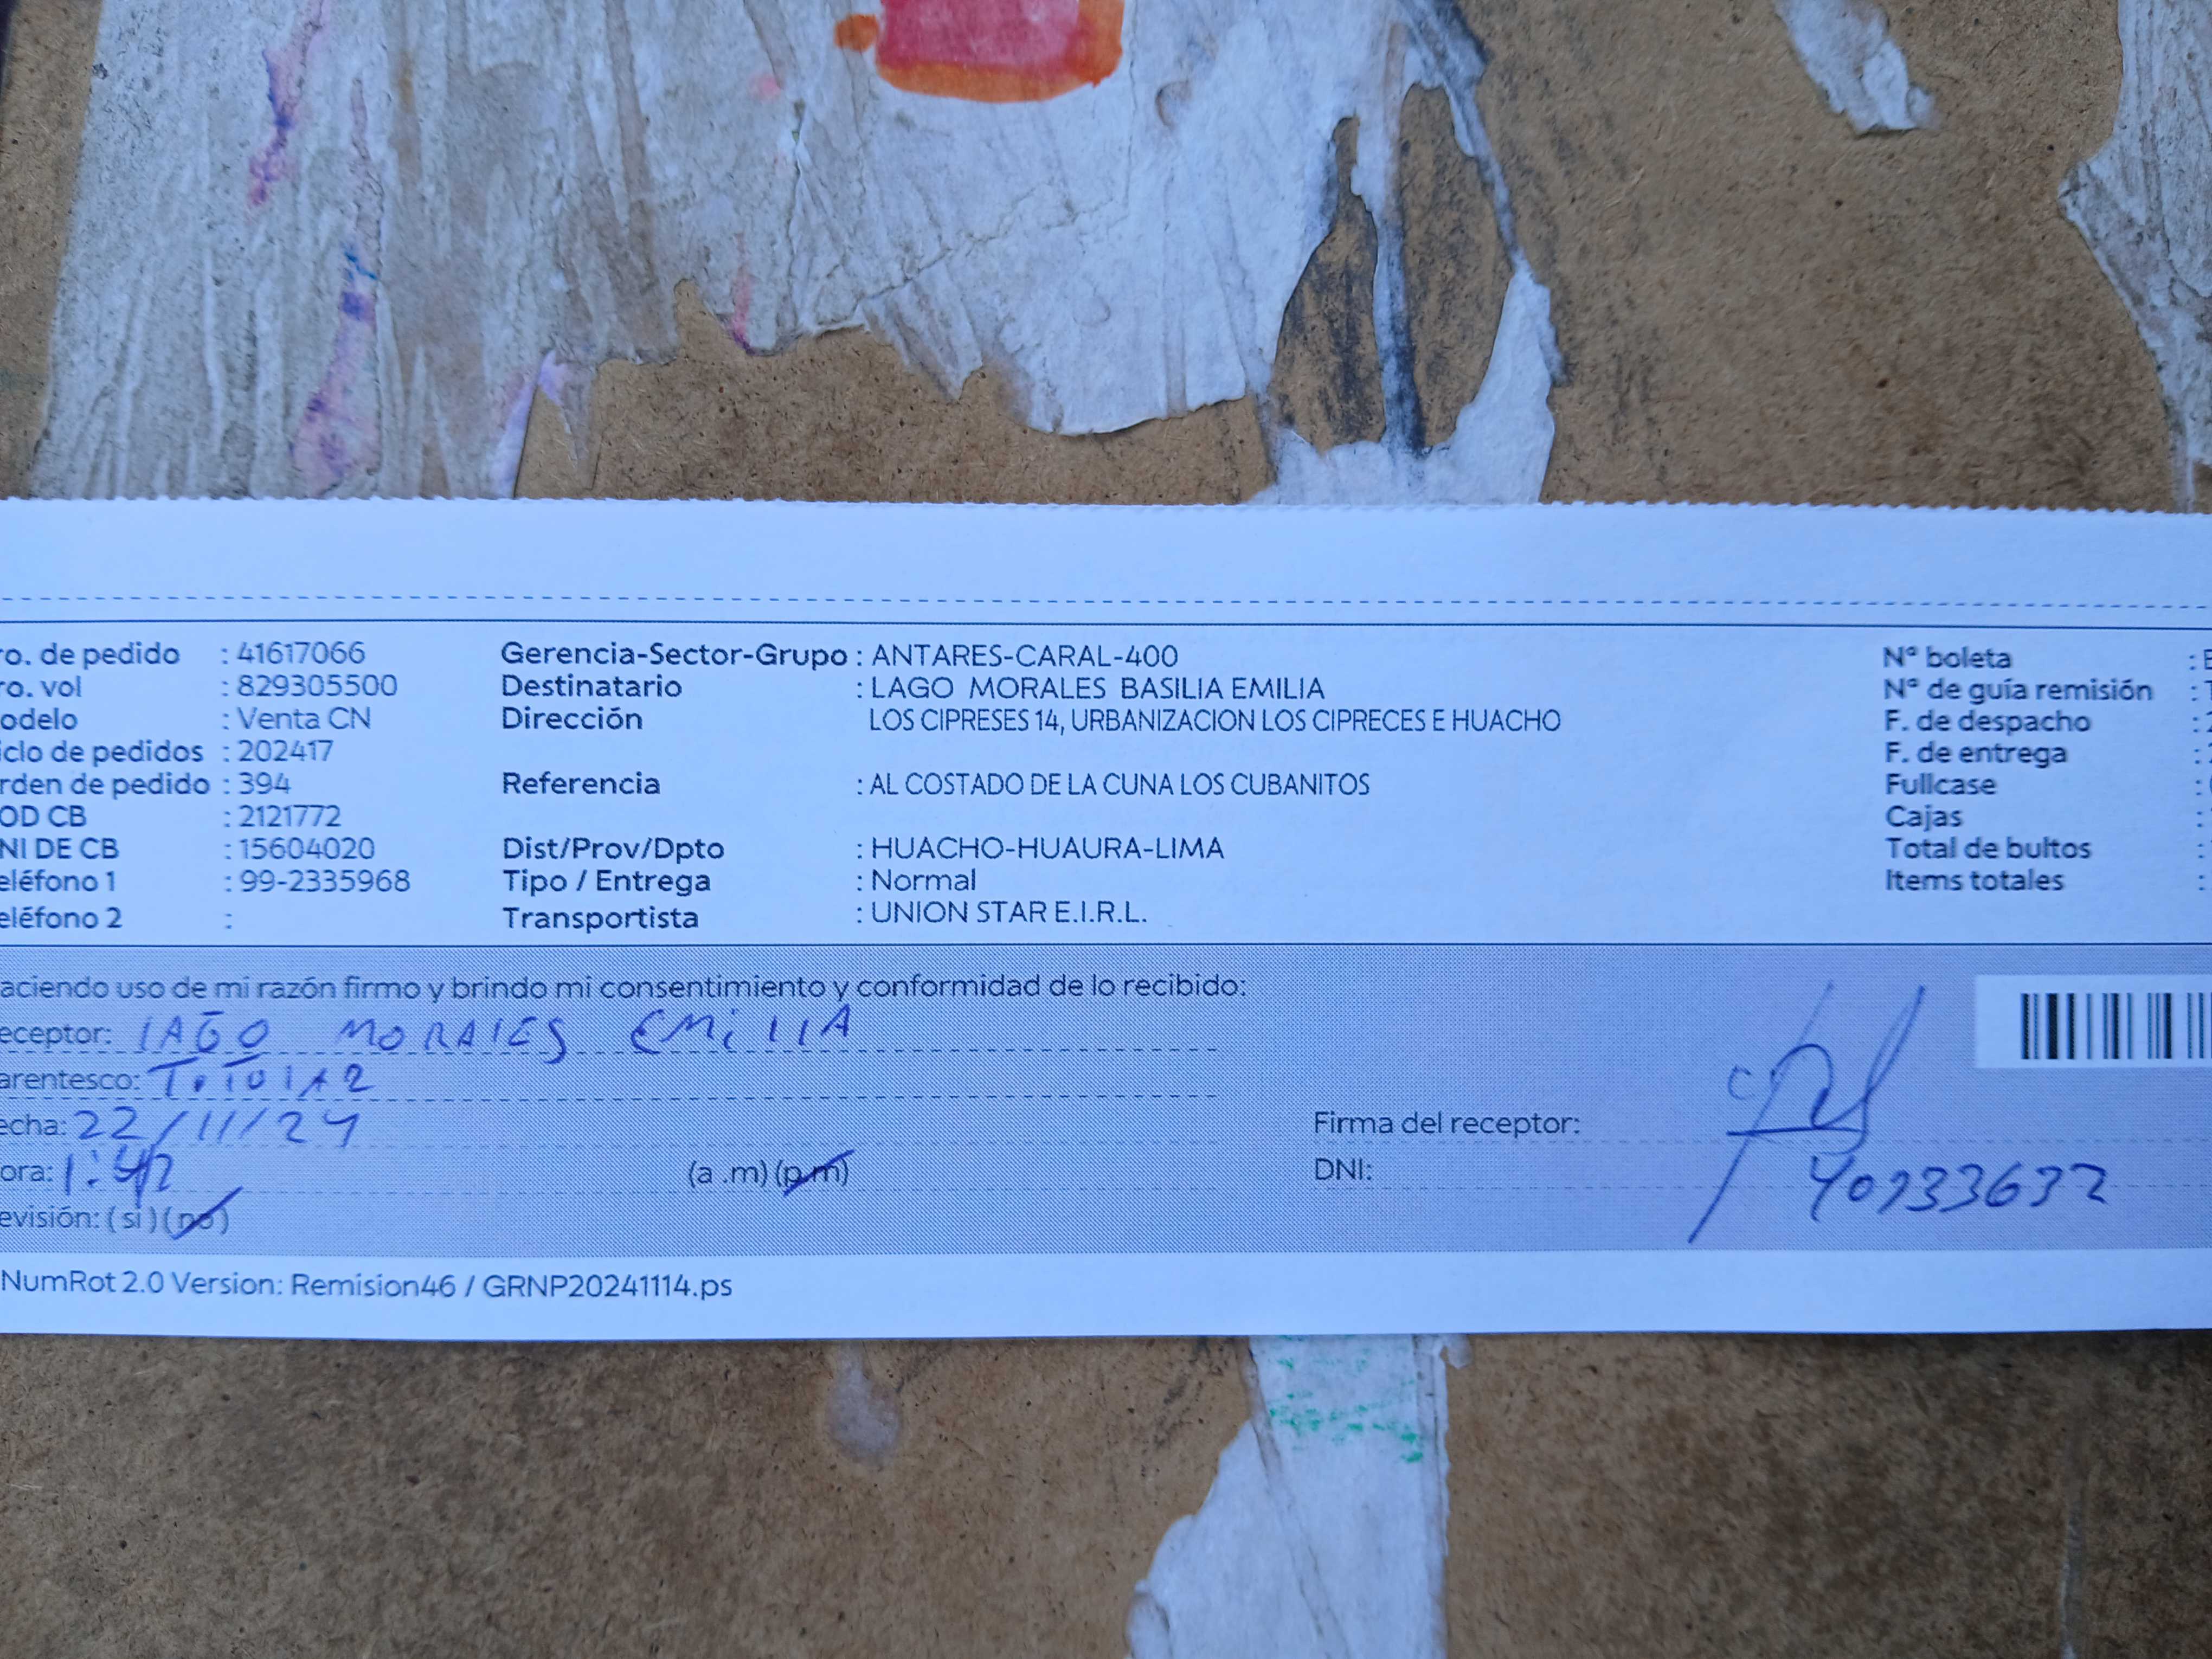 ro. de pedido : 41617066 Gerencia-Sector-Grupo : ANTARES-CARAL-400 Nº boleta :
ro. vol : 829305500 Destinatario : LAGO MORALES BASILIA EMILIA Nº de guía remisión :
odelo : Venta CN Dirección LOS CIPRESES 14, URBANIZACION LOS CIPRECES E HUACHO F. de despacho :
iclo de pedidos : 202417 F. de entrega :
rden de pedido : 394 Referencia : AL COSTADO DE LA CUNA LOS CUBANITOS Fullcase :
OD CB : 2121772 Cajas :
NI DE CB : 15604020 Dist/Prov/Dpto : HUACHO-HUAURA-LIMA Total de bultos :
eléfono 1 : 99-2335968 Tipo / Entrega : Normal Items totales :
eléfono 2 : Transportista : UNION STAR E.I.R.L.
aciendo uso de mi razón firmo y brindo mi consentimiento y conformidad de lo recibido:
eceptor: LAGO MORALES EMiLIA
arentesco: TiTULAR
echa: 22/11/24 Firma del receptor:
ora: 1:42 (a .m) (p.m) DNI:
evisión: ( si ) ( no )
NumRot 2.0 Version: Remision46 / GRNP20241114.ps